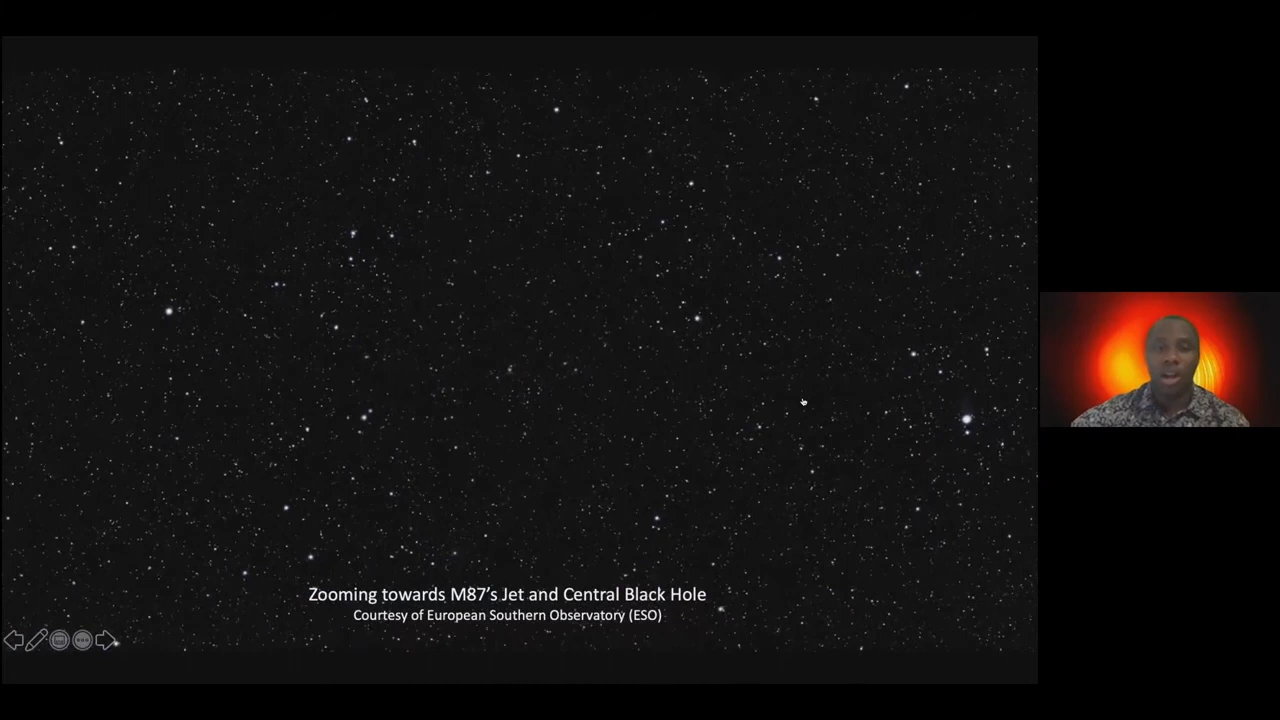 Zooming towards M87’s Jet and Central Black Hole
Courtesy of European Southern Observatory (ESO)